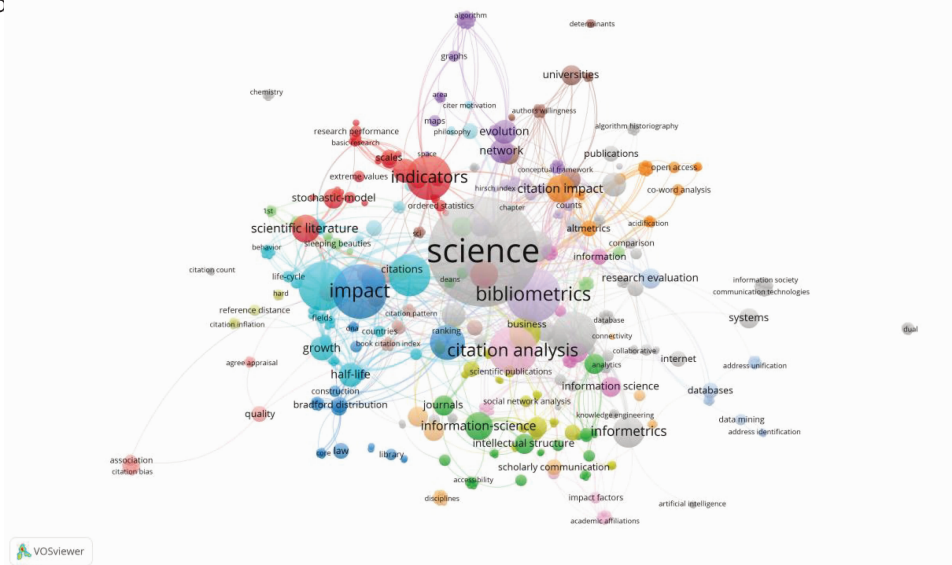 algorithm
determinants
graphs
universities
chemistry
area
citer motivation
authors willingness
maps
research performance
philosophy
evolution
algorithm historiography
basic research
network
publications
scales
space
conceptual framework
open access
extreme values
indicators
hirsch index
citation impact
co-word analysis
stochastic-model
ordered statistics
chapter
counts
1st
scientific literature
sci
altmetrics
acidification
behavior
sleeping beauties
science
comparison
information
citation count
life-cycle
citations
deans
research evaluation
information society
hard
impact
bibliometrics
communication technologies
reference distance
fields
citation pattern
systems
citation inflation
dna
countries
ranking
business
database
dual
growth
book citation index
citation analysis
connectivity
collaborative
internet
agree appraisal
half-life
scientific publications
analytics
address unification
construction
information science
databases
bradford distribution
journals
social network analysis
quality
information-science
knowledge engineering
data mining
informetrics
address identification
law
library
intellectual structure
association
scholarly communication
citation bias
accessibility
disciplines
impact factors
artificial intelligence
academic affiliations
VOSviewer